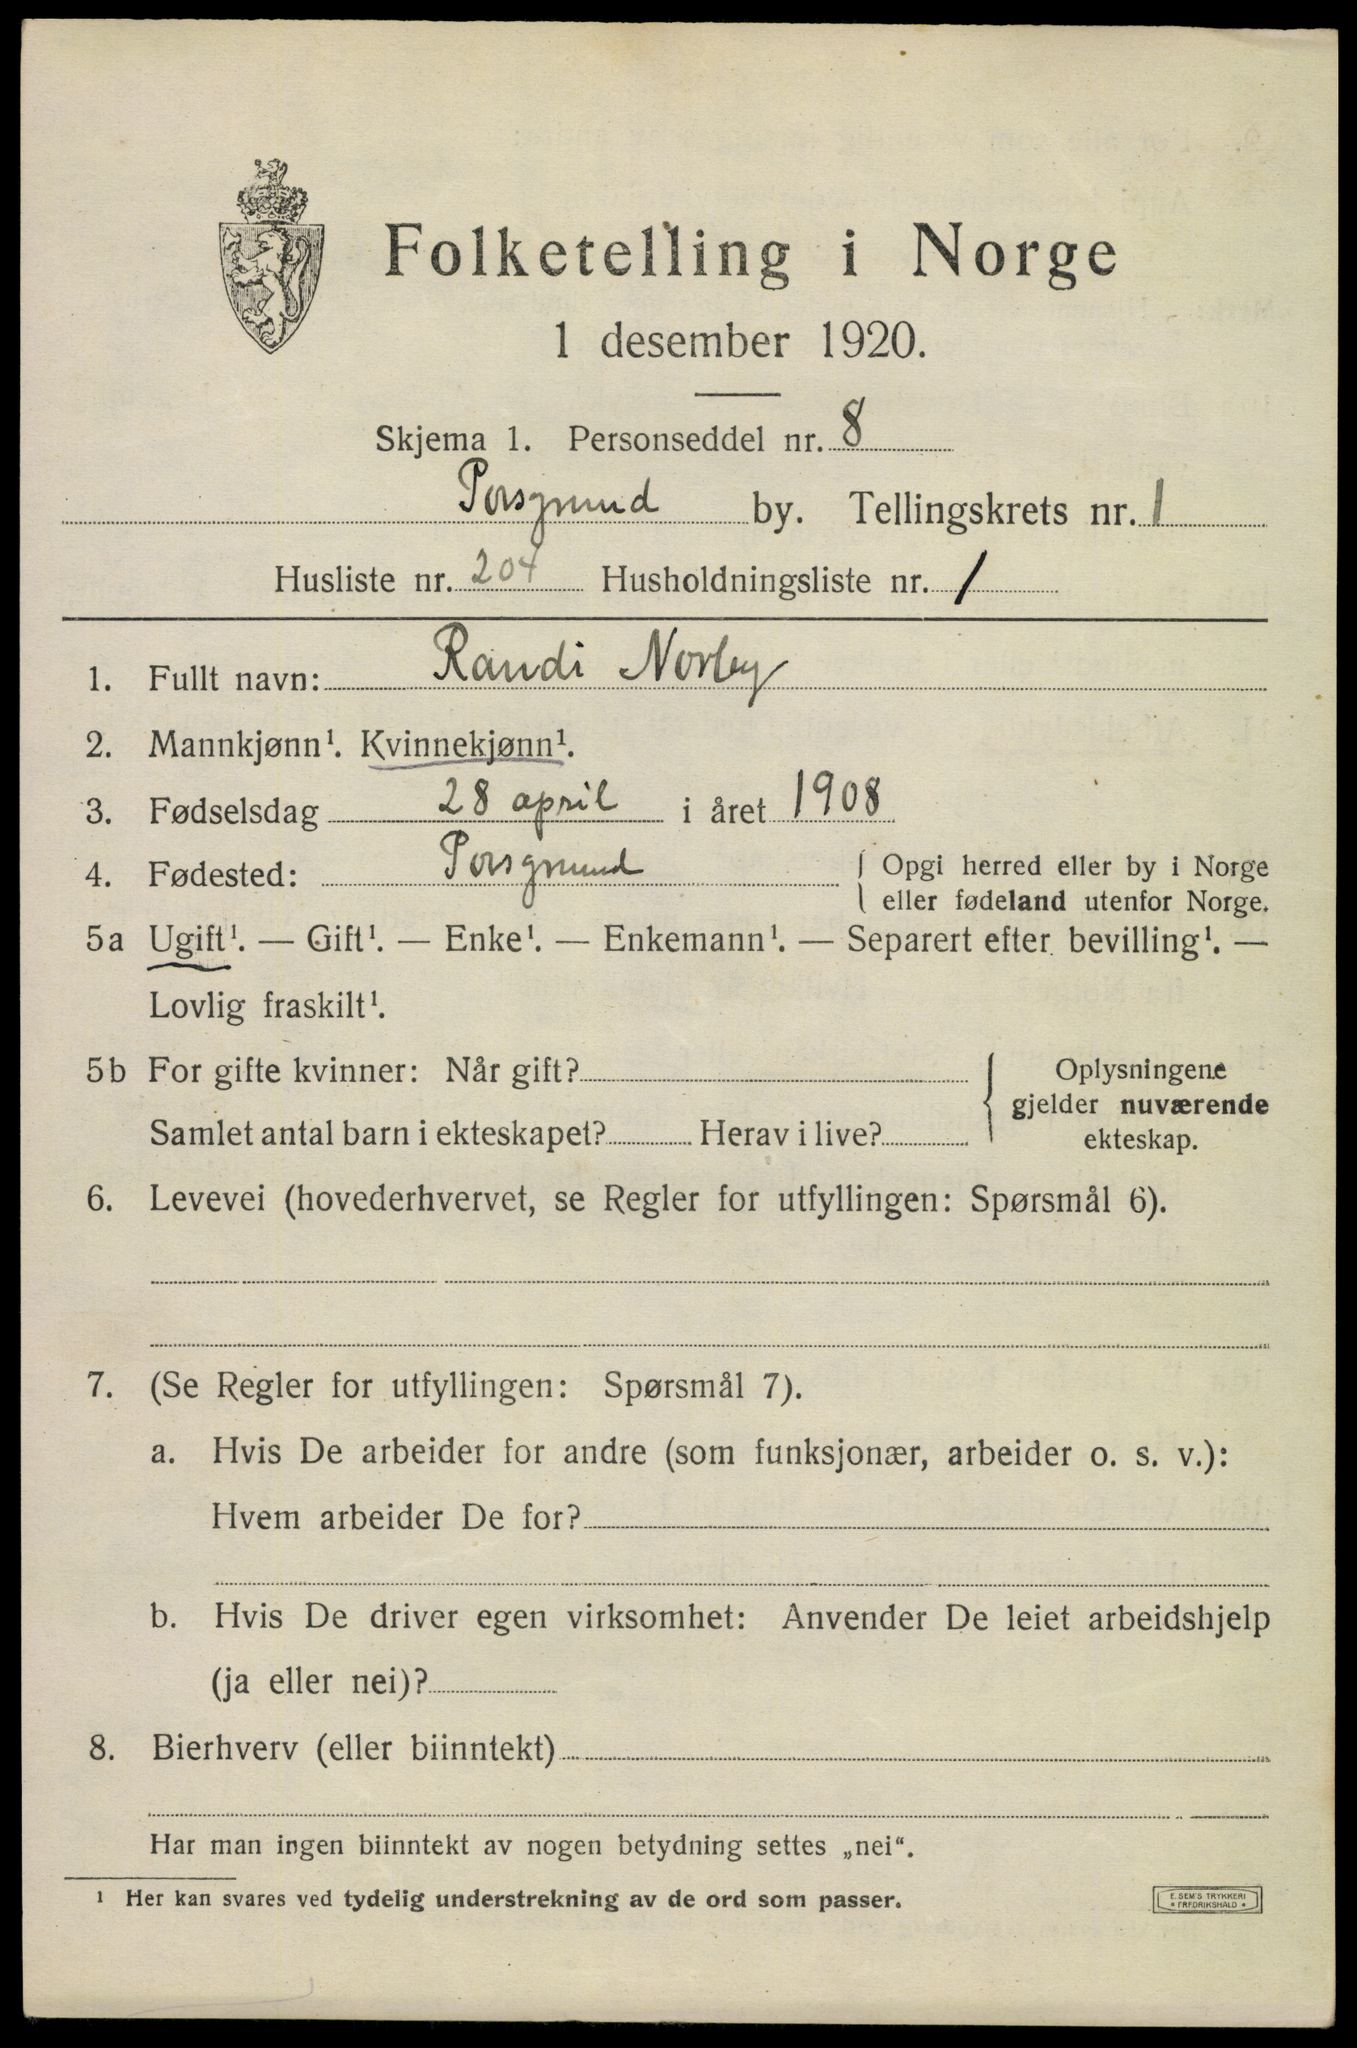 Folketelling i Norge
1 desember 1920.
Skjema 1. Personseddel nr. 8
Porsgrund by. Tellingskrets nr. 1
Husliste nr. 204 Husholdningsliste nr. 1
1. Fullt navn: Randi Norby
2. Mannkjønn¹. Kvinnekjønn¹.
3. Fødselsdag 28 april i året 1908
4. Fødested: Porsgrund { Opgi herred eller by i Norge
eller fødeland utenfor Norge.
5a Ugift¹. — Gift¹. — Enke¹. — Enkemann¹. — Separert efter bevilling¹. —
Lovlig fraskilt¹.
5b For gifte kvinner: Når gift? { Oplysningene
gjelder nuværende
Samlet antal barn i ekteskapet? Herav i live? ekteskap.
6. Levevei (hovederhvervet, se Regler for utfyllingen: Spørsmål 6).
7. (Se Regler for utfyllingen: Spørsmål 7).
a. Hvis De arbeider for andre (som funksjonær, arbeider o. s. v.):
Hvem arbeider De for?
b. Hvis De driver egen virksomhet: Anvender De leiet arbeidshjelp
(ja eller nei)?
8. Bierhverv (eller biinntekt)
Har man ingen biinntekt av nogen betydning settes „nei“.
¹ Her kan svares ved tydelig understrekning av de ord som passer.
E. SEM'S TRYKKERI
* FREDRIKSHALD *